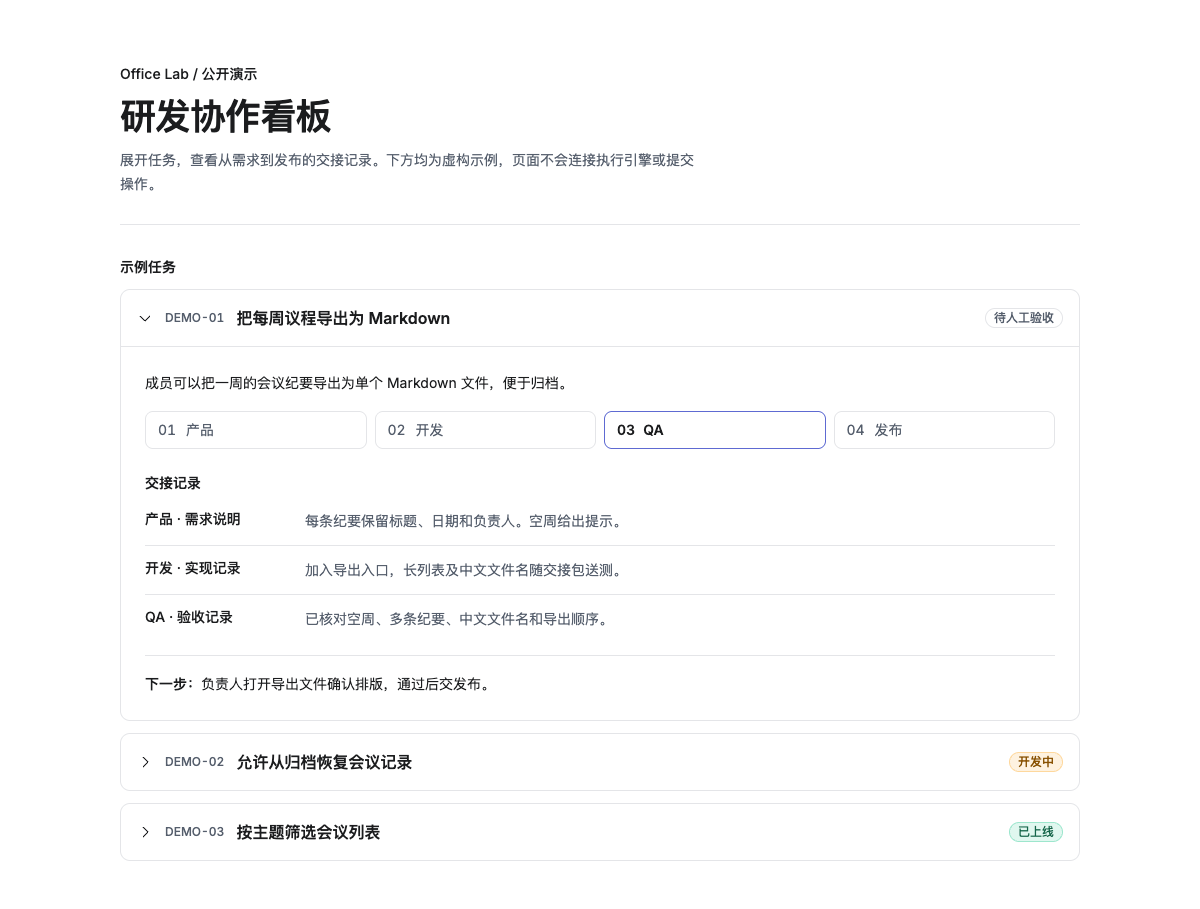 Office Lab / 公开演示
研发协作看板
展开任务，查看从需求到发布的交接记录。下方均为虚构示例，页面不会连接执行引擎或提交
操作。
示例任务
DEMO-01 把每周议程导出为 Markdown 待人工验收
成员可以把一周的会议纪要导出为单个 Markdown 文件，便于归档。
01 产品 02 开发 03 QA 04 发布
交接记录
产品 · 需求说明 每条纪要保留标题、日期和负责人。空周给出提示。
开发 · 实现记录 加入导出入口，长列表及中文文件名随交接包送测。
QA · 验收记录 已核对空周、多条纪要、中文文件名和导出顺序。
下一步：负责人打开导出文件确认排版，通过后交发布。
DEMO-02 允许从归档恢复会议记录 开发中
DEMO-03 按主题筛选会议列表 已上线